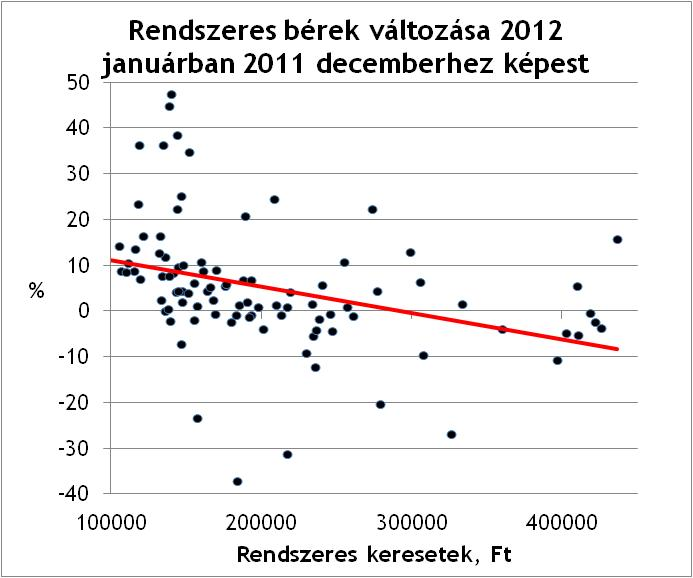 Rendszeres bérek változása 2012
januárban 2011 decemberhez képest
50
40
30
20
10
0
-10
-20
-30
-40
%
100000 200000 300000 400000
Rendszeres keresetek, Ft